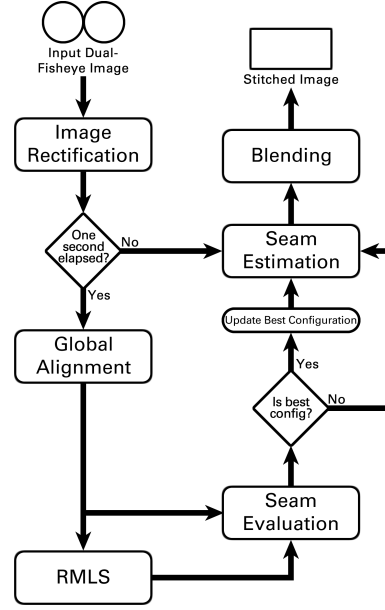 Input Dual-
Fisheye Image
Image
Rectification
One
second
elapsed?
No
Yes
Global
Alignment
RMLS
Stitched Image
Blending
Seam
Estimation
Update Best Configuration
Yes
Is best
config?
No
Seam
Evaluation